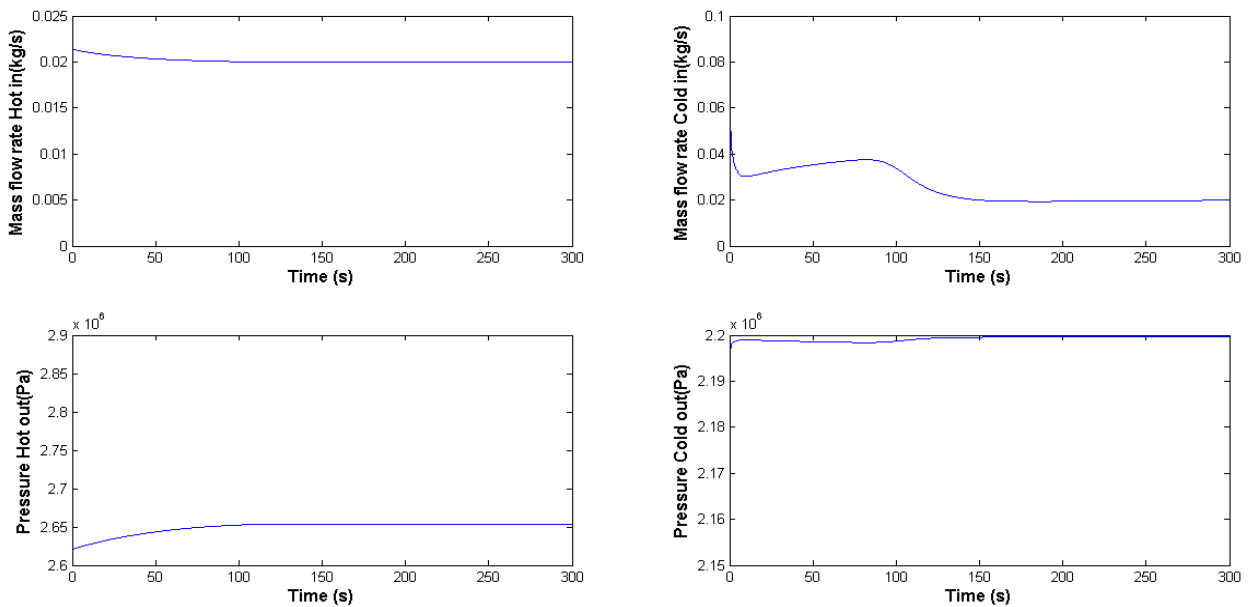 Mass flow rate Hot in(kg/s)
0.025
0.02
0.015
0.01
0.005
0
0 50 100 150 200 250 300
Time (s)
Mass flow rate Cold in(kg/s)
0.1
0.08
0.06
0.04
0.02
0
0 50 100 150 200 250 300
Time (s)
Pressure Hot out(Pa)
x 10^6
2.9
2.85
2.8
2.75
2.7
2.65
2.6
0 50 100 150 200 250 300
Time (s)
Pressure Cold out(Pa)
x 10^6
2.2
2.19
2.18
2.17
2.16
2.15
0 50 100 150 200 250 300
Time (s)